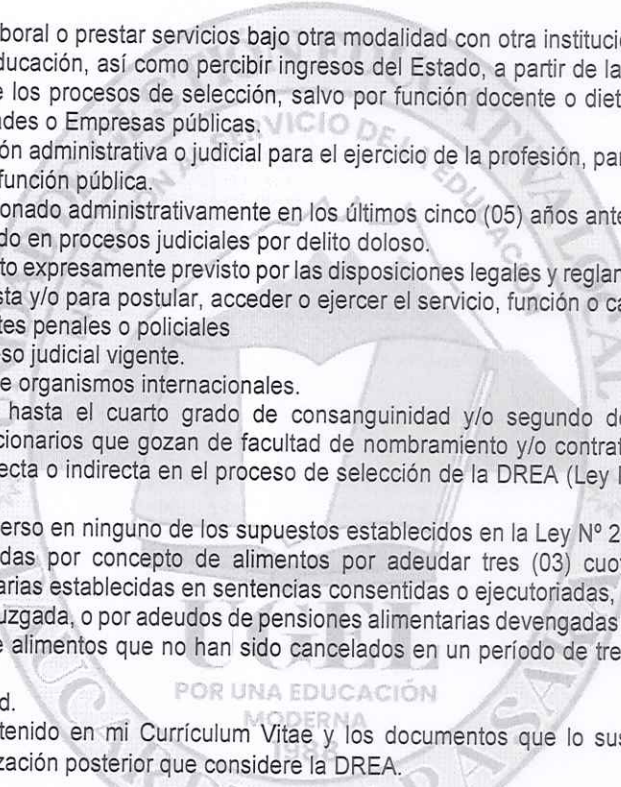 boral o prestar servicios bajo otra modalidad con otra instituci
ducación, así como percibir ingresos del Estado, a partir de la
e los procesos de selección, salvo por función docente o diet
ades o Empresas públicas.
ón administrativa o judicial para el ejercicio de la profesión, par
función pública.
onado administrativamente en los últimos cinco (05) años ante
do en procesos judiciales por delito doloso.
to expresamente previsto por las disposiciones legales y reglan
sta y/o para postular, acceder o ejercer el servicio, función o ca
tes penales o policiales
so judicial vigente.
e organismos internacionales.
hasta el cuarto grado de consanguinidad y/o segundo de
cionarios que gozan de facultad de nombramiento y/o contrat
ecta o indirecta en el proceso de selección de la DREA (Ley
erso en ninguno de los supuestos establecidos en la Ley Nº 2
das por concepto de alimentos por adeudar tres (03) cuo
arias establecidas en sentencias consentidas o ejecutoriadas,
uzgada, o por adeudos de pensiones alimentarias devengadas
e alimentos que no han sido cancelados en un período de tre
d.
tenido en mi Currículum Vitae y los documentos que lo sus
zación posterior que considere la DREA.
UGEL
POR UNA EDUCACIÓN
MODERNA
1988